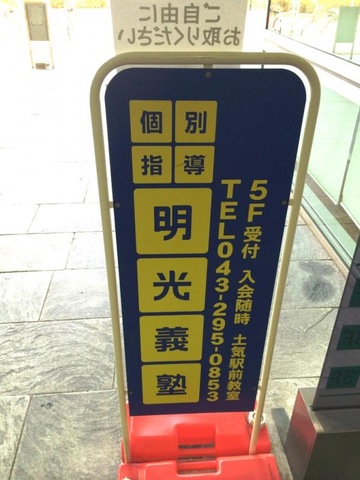 ご自由に
お取りください
個別
指導
明光義塾
5F受付 入会随時 土気駅前教室
TEL043-295-0853